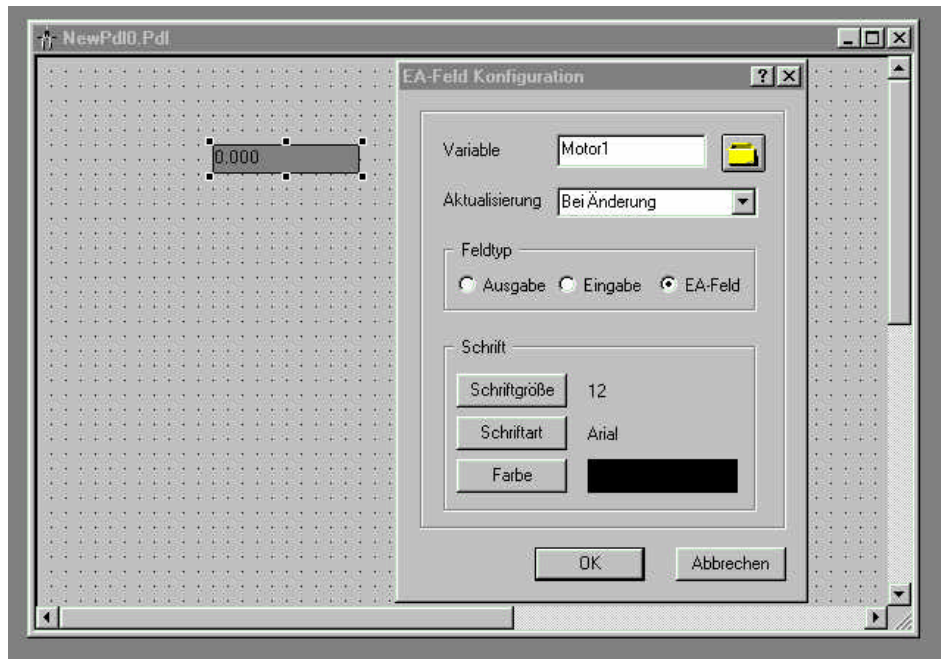 NewPdl0.Pdl
EA-Feld Konfiguration
0,000
Variable
Motor1
Aktualisierung
Bei Änderung
Feldtyp
Ausgabe
Eingabe
EA-Feld
Schrift
Schriftgröße
12
Schriftart
Arial
Farbe
OK
Abbrechen